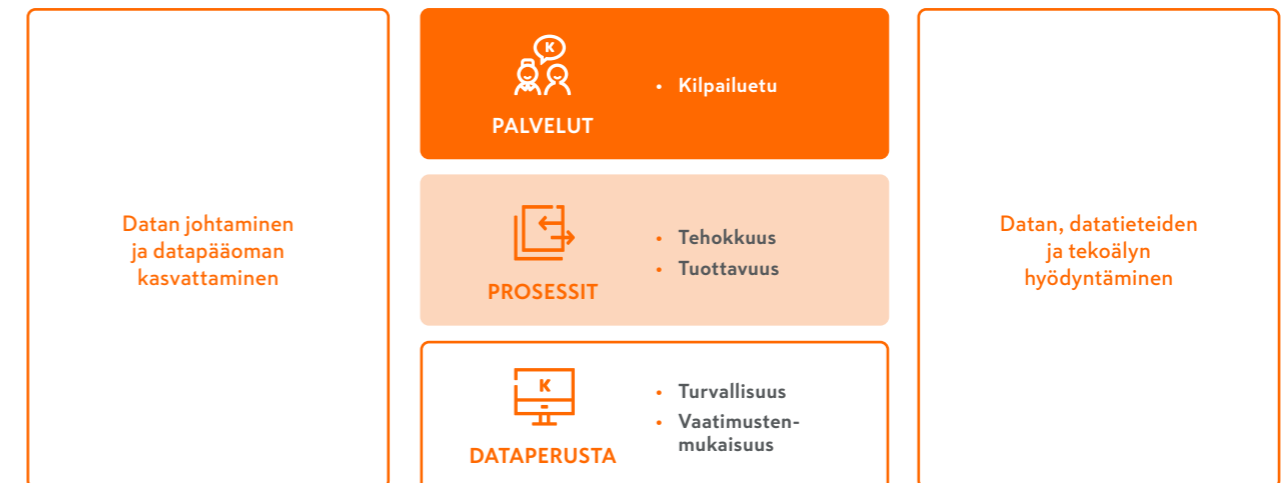 Datan johtaminen
ja datapääoman
kasvattaminen
K
PALVELUT
• Kilpailuetu
PROSESSIT
• Tehokkuus
• Tuottavuus
K
DATAPERUSTA
• Turvallisuus
• Vaatimusten-
mukaisuus
Datan, datatieteiden
ja tekoälyn
hyödyntäminen